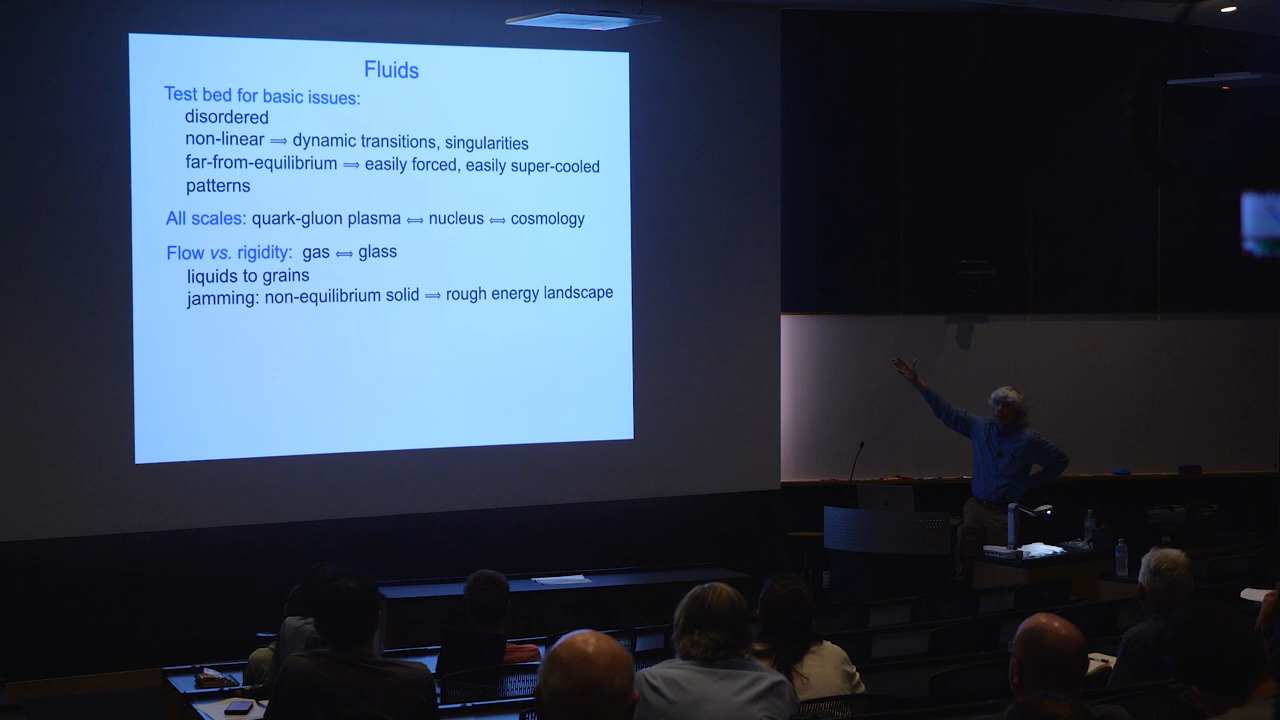 Fluids
Test bed for basic issues:
disordered
non-linear ⟹ dynamic transitions, singularities
far-from-equilibrium ⟹ easily forced, easily super-cooled
patterns
All scales: quark-gluon plasma ⟺ nucleus ⟺ cosmology
Flow vs. rigidity: gas ⟺ glass
liquids to grains
jamming: non-equilibrium solid ⟹ rough energy landscape